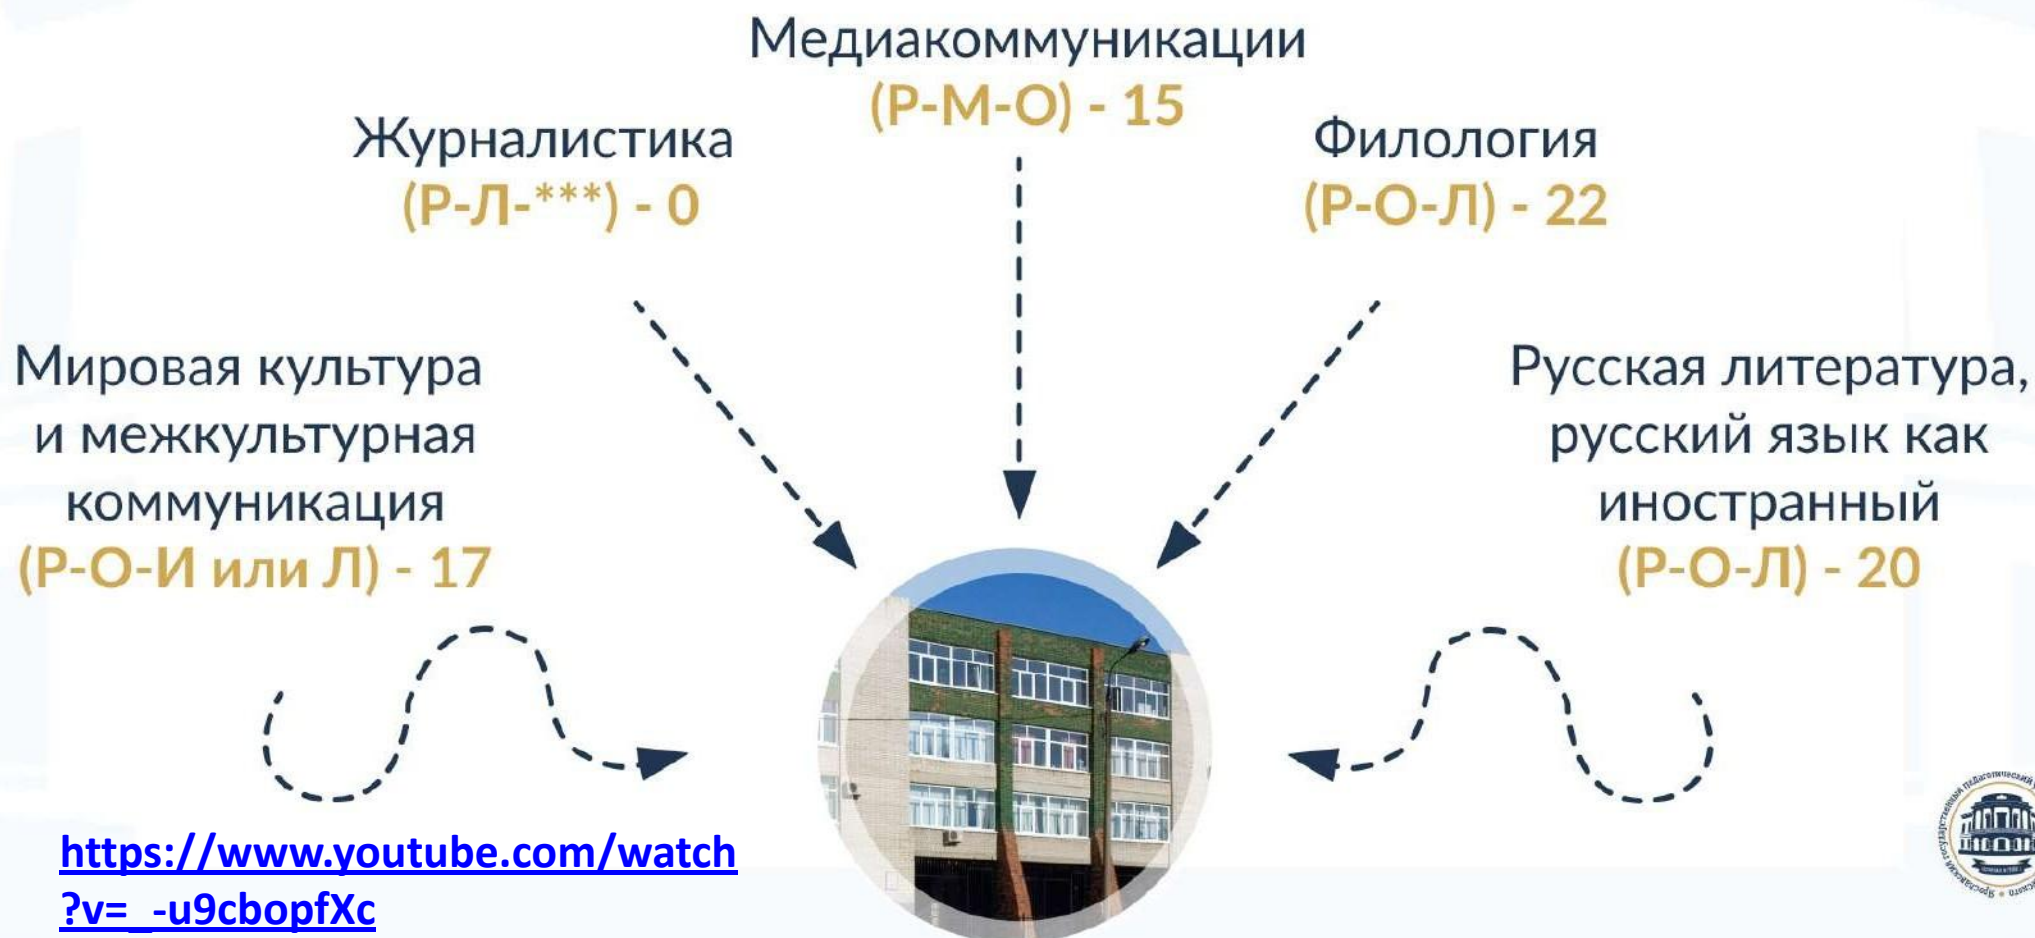 Медиакоммуникации
(Р-М-О) - 15
Журналистика
(Р-Л-***) - 0
Филология
(Р-О-Л) - 22
Мировая культура
и межкультурная
коммуникация
(Р-О-И или Л) - 17
Русская литература,
русский язык как
иностранный
(Р-О-Л) - 20
https://www.youtube.com/watch
?v=_-u9cbopfXc